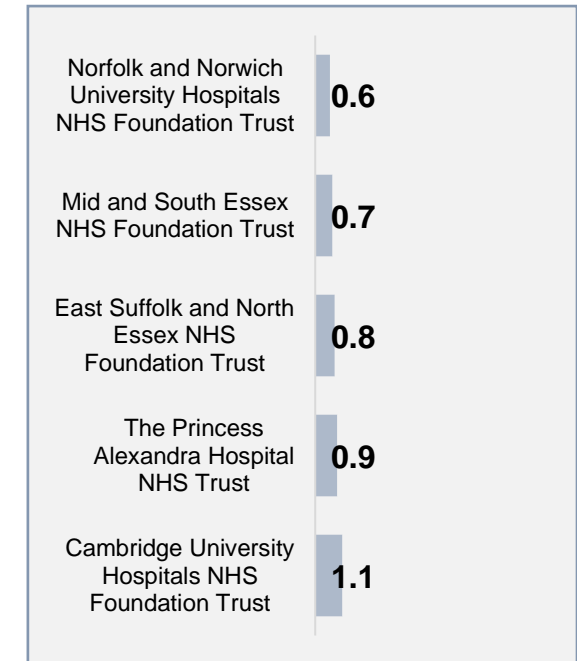 Norfolk and Norwich
University Hospitals
NHS Foundation Trust
0.6
Mid and South Essex
NHS Foundation Trust
0.7
East Suffolk and North
Essex NHS
Foundation Trust
0.8
The Princess
Alexandra Hospital
NHS Trust
0.9
Cambridge University
Hospitals NHS
Foundation Trust
1.1